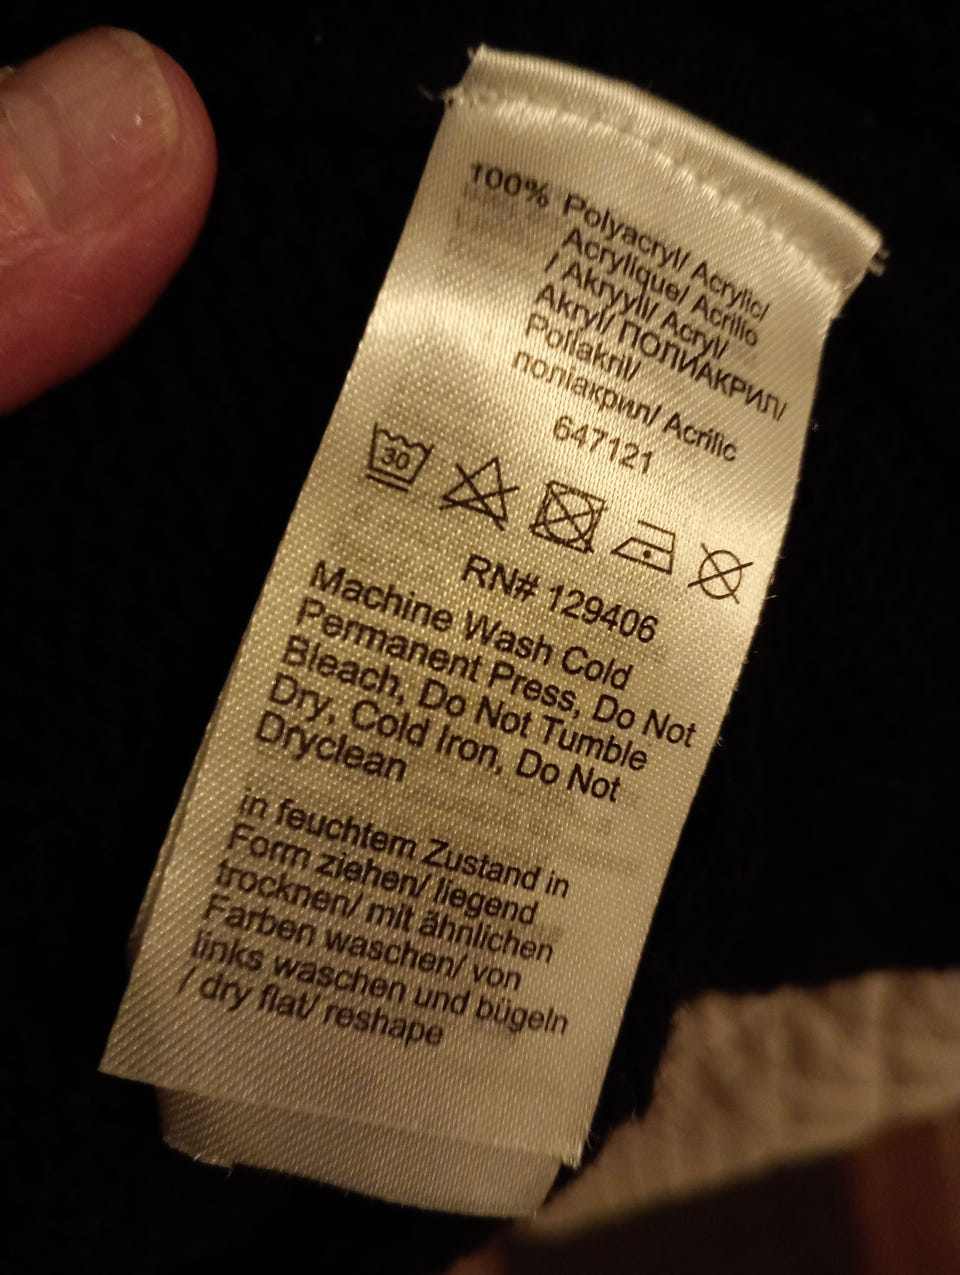 100% Polyacryl/ Acrylic/
Acrylique/ Acrilio
/ Akryyli/ Acryl/
Akryl/ ПОЛИАКРИЛ/
Poliakril/
поліакрил/ Acrilic
647121
30
RN# 129406
Machine Wash Cold
Permanent Press, Do Not
Bleach, Do Not Tumble
Dry, Cold Iron, Do Not
Dryclean
in feuchtem Zustand in
Form ziehen/ liegend
trocknen/ mit ähnlichen
Farben waschen/ von
links waschen und bügeln
/ dry flat/ reshape